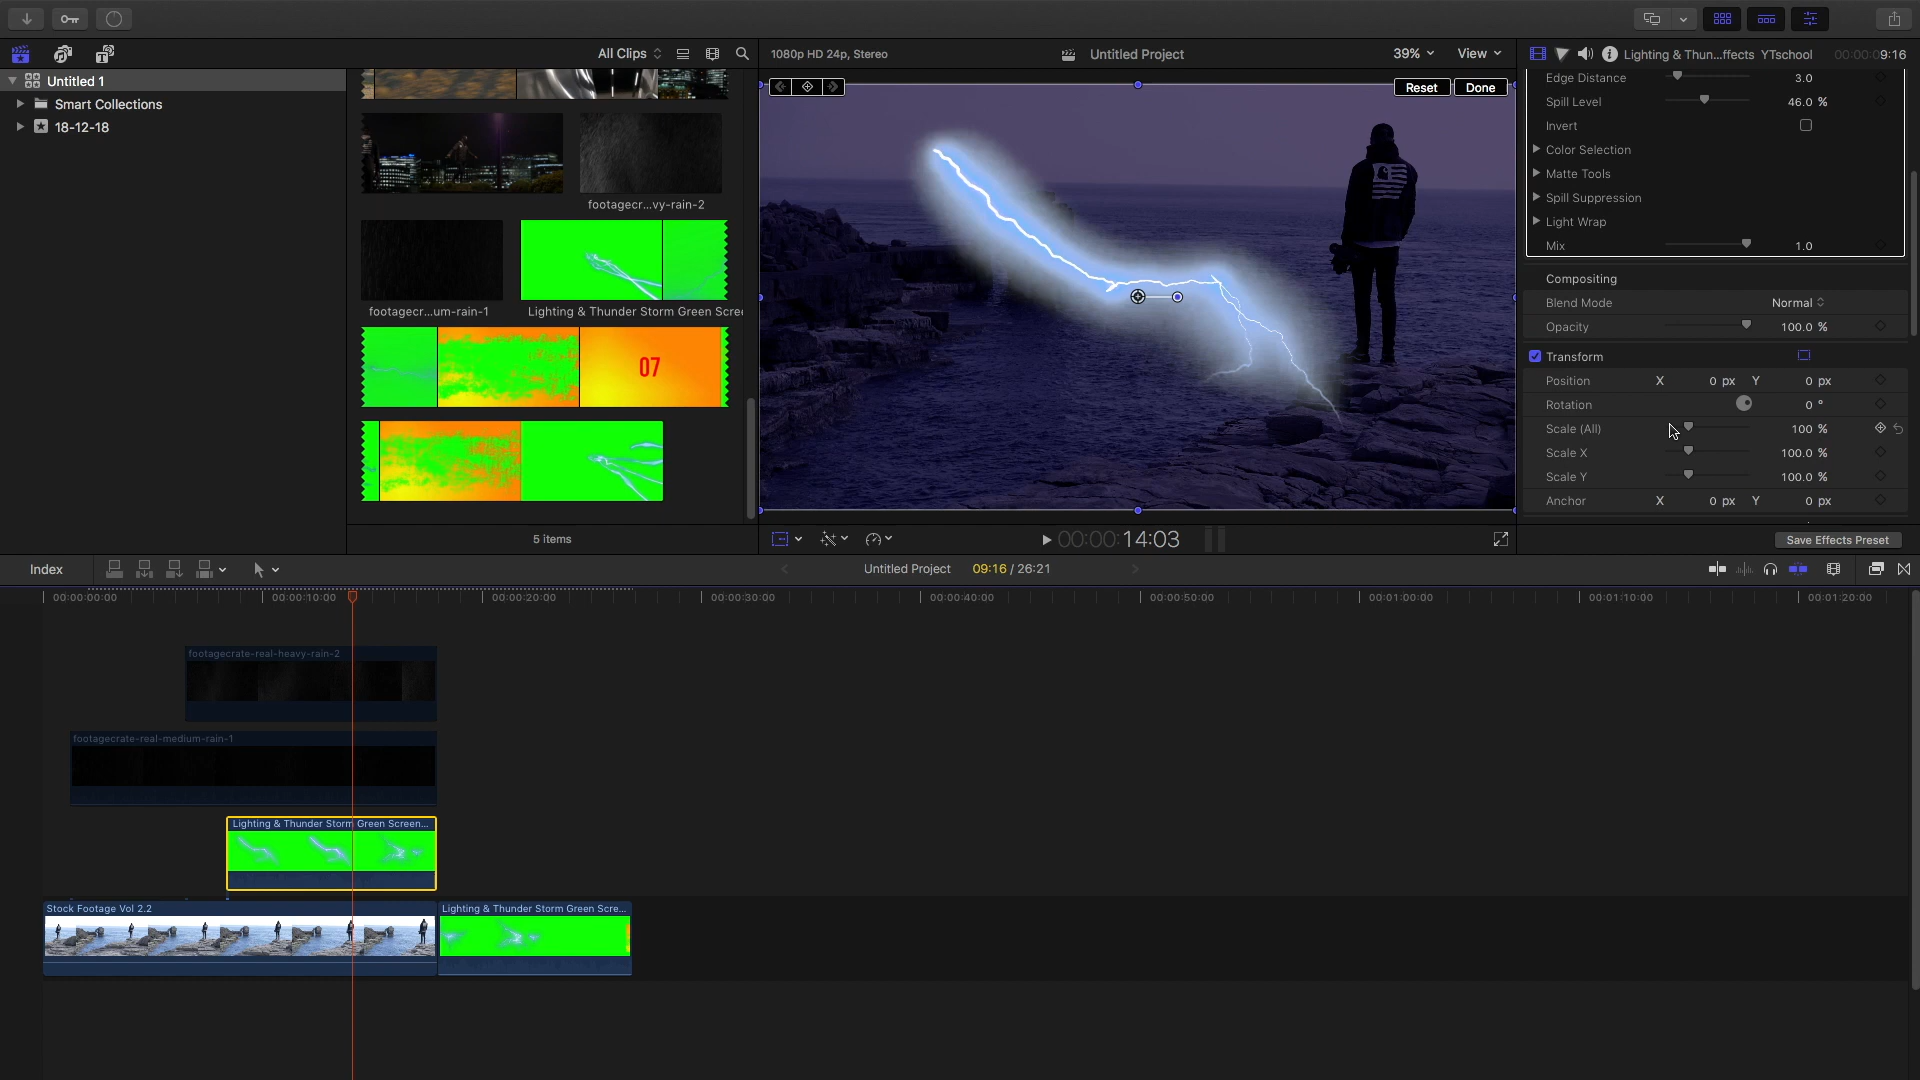 All Clips
1080p HD 24p, Stereo
Untitled Project
39%
View
Lighting & Thun...ffects YTschool
00:00:09:16
Untitled 1
Smart Collections
18-12-18
footagecr...vy-rain-2
footagecr...um-rain-1
Lighting & Thunder Storm Green Scree
07
5 items
Reset
Done
00:00:14:03
Edge Distance 3.0
Spill Level 46.0 %
Invert
Color Selection
Matte Tools
Spill Suppression
Light Wrap
Mix 1.0
Compositing
Blend Mode Normal
Opacity 100.0 %
Transform
Position X 0 px Y 0 px
Rotation 0 °
Scale (All) 100 %
Scale X 100.0 %
Scale Y 100.0 %
Anchor X 0 px Y 0 px
Save Effects Preset
Index
Untitled Project 09:16 / 26:21
00:00:00:00 00:00:10:00 00:00:20:00 00:00:30:00 00:00:40:00 00:00:50:00 00:01:00:00 00:01:10:00 00:01:20:00
footagecrate-real-heavy-rain-2
footagecrate-real-medium-rain-1
Lighting & Thunder Storm Green Screen...
Stock Footage Vol 2.2
Lighting & Thunder Storm Green Scre...